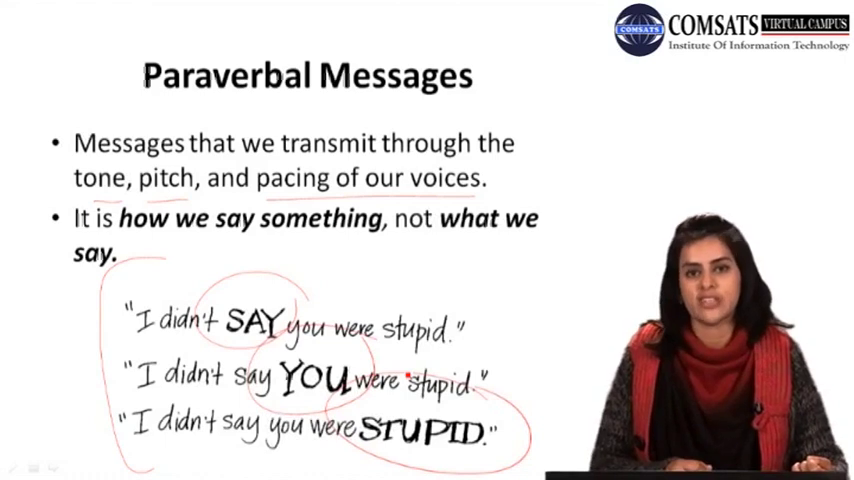 COMSATS
COMSATS VIRTUAL CAMPUS
Institute Of Information Technology
Paraverbal Messages
• Messages that we transmit through the
tone, pitch, and pacing of our voices.
• It is how we say something, not what we
say.
"I didn't SAY you were stupid."
"I didn't say YOU were stupid."
"I didn't say you were STUPID."